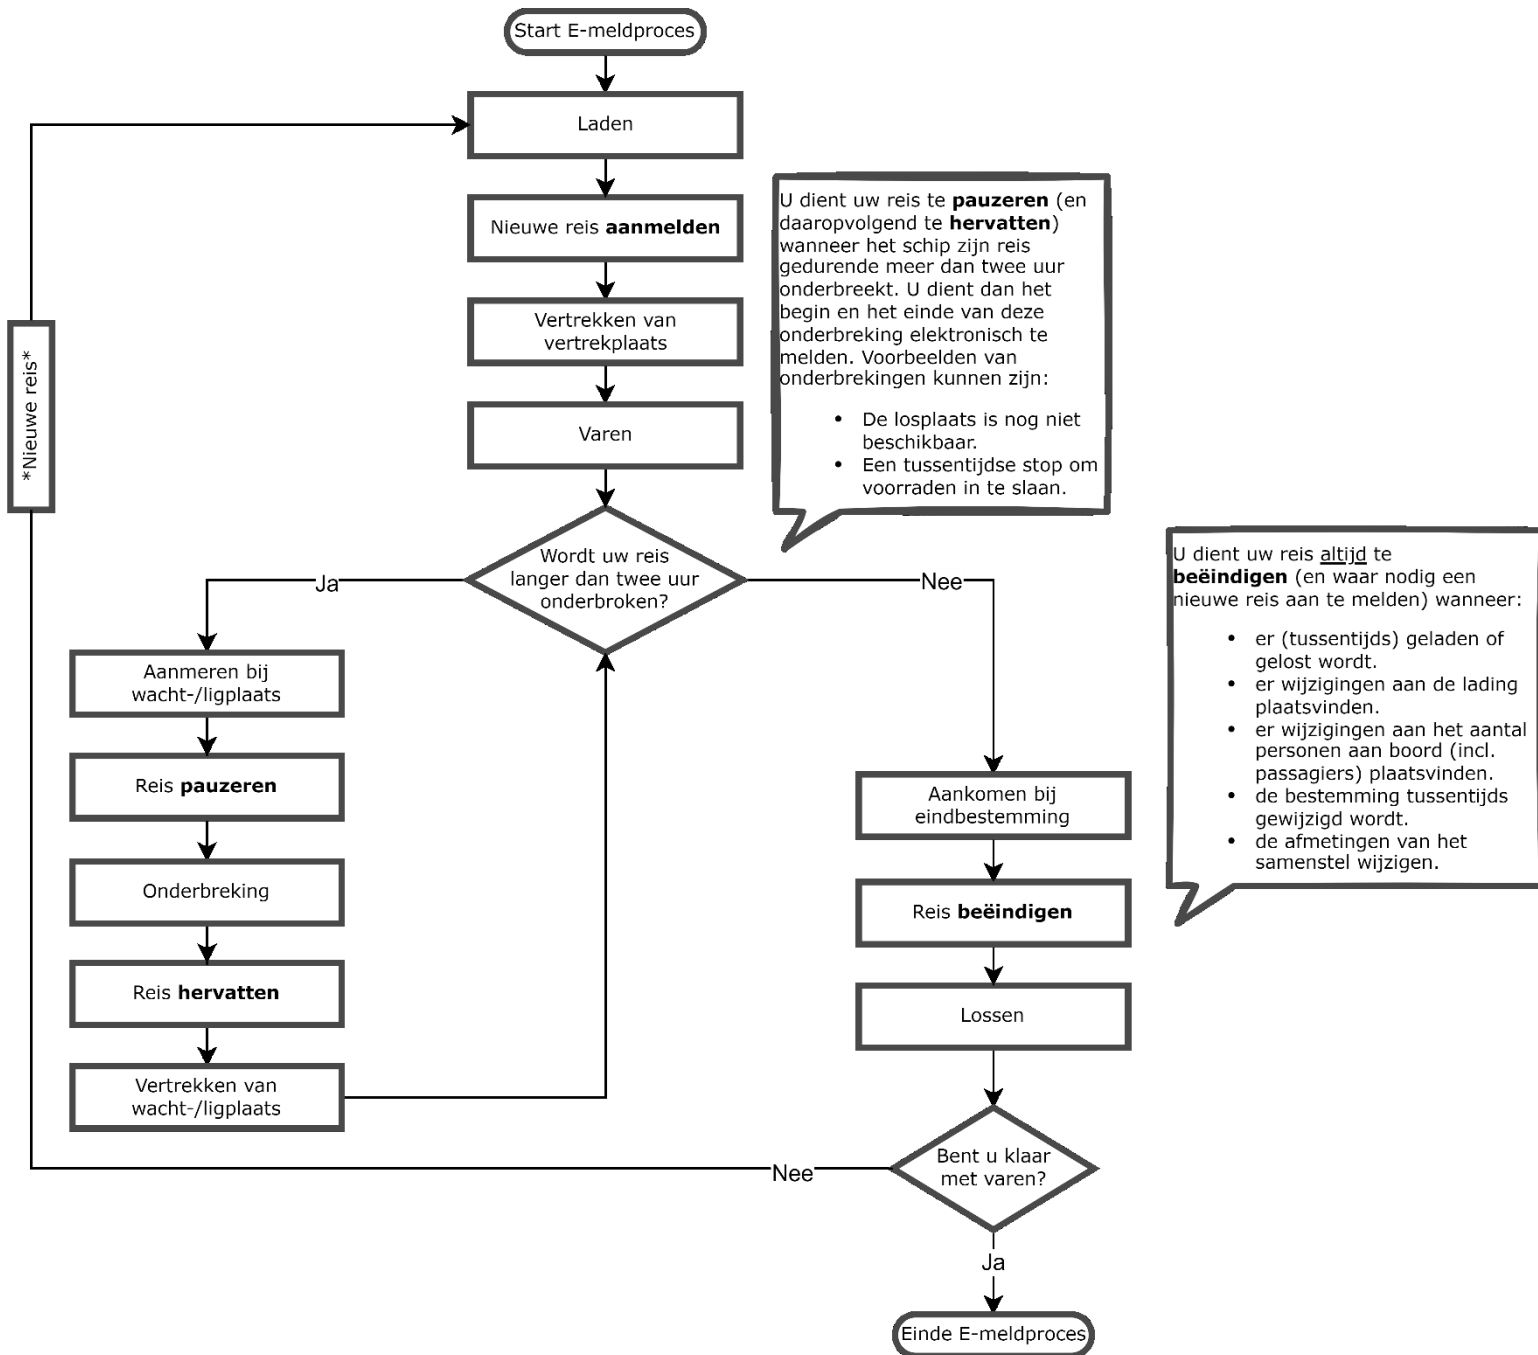 Start E-meldproces
Laden
Nieuwe reis aanmelden
Vertrekken van
vertrekplaats
Varen
U dient uw reis te pauzeren (en
daaropvolgend te hervatten)
wanneer het schip zijn reis
gedurende meer dan twee uur
onderbreekt. U dient dan het
begin en het einde van deze
onderbreking elektronisch te
melden. Voorbeelden van
onderbrekingen kunnen zijn:
• De losplaats is nog niet
beschikbaar.
• Een tussentijdse stop om
voorraden in te slaan.
*Nieuwe reis*
Wordt uw reis
langer dan twee uur
onderbroken?
Ja
Nee
U dient uw reis altijd te
beëindigen (en waar nodig een
nieuwe reis aan te melden) wanneer:
• er (tussentijds) geladen of
gelost wordt.
• er wijzigingen aan de lading
plaatsvinden.
• er wijzigingen aan het aantal
personen aan boord (incl.
passagiers) plaatsvinden.
• de bestemming tussentijds
gewijzigd wordt.
• de afmetingen van het
samenstel wijzigen.
Aanmeren bij
wacht-/ligplaats
Reis pauzeren
Onderbreking
Reis hervatten
Vertrekken van
wacht-/ligplaats
Aankomen bij
eindbestemming
Reis beëindigen
Lossen
Bent u klaar
met varen?
Nee
Ja
Einde E-meldproces